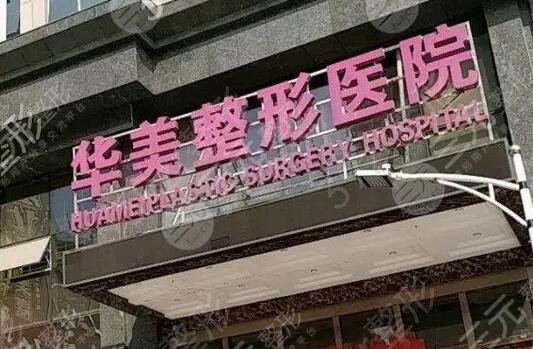 华美整形医院
HUAMEI PLASTIC SURGERY HOSPITAL